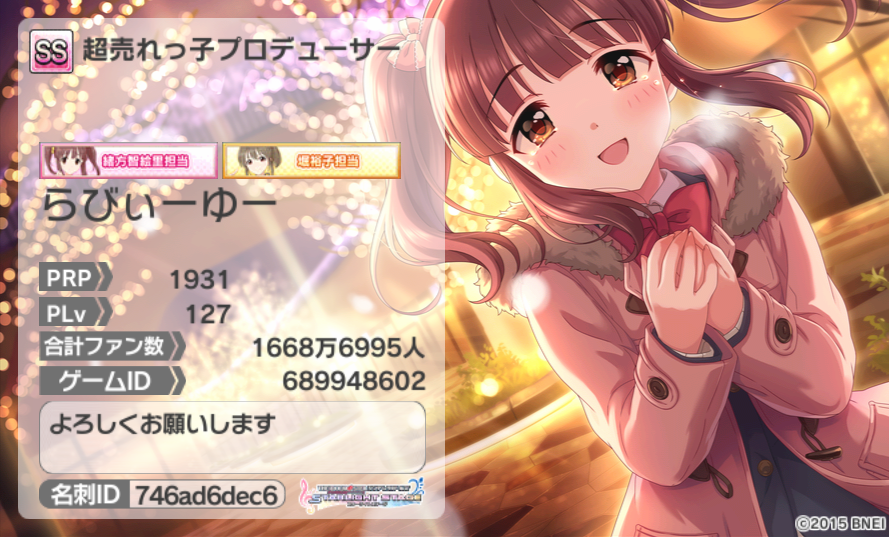 SS 超売れっ子プロデューサー
緒方智絵里担当 堀裕子担当
らびぃーゆー
PRP 1931
PLv 127
合計ファン数 1668万6995人
ゲームID 689948602
よろしくお願いします
名刺ID 746ad6dec6
STARLIGHT STAGE
©2015 BNEI